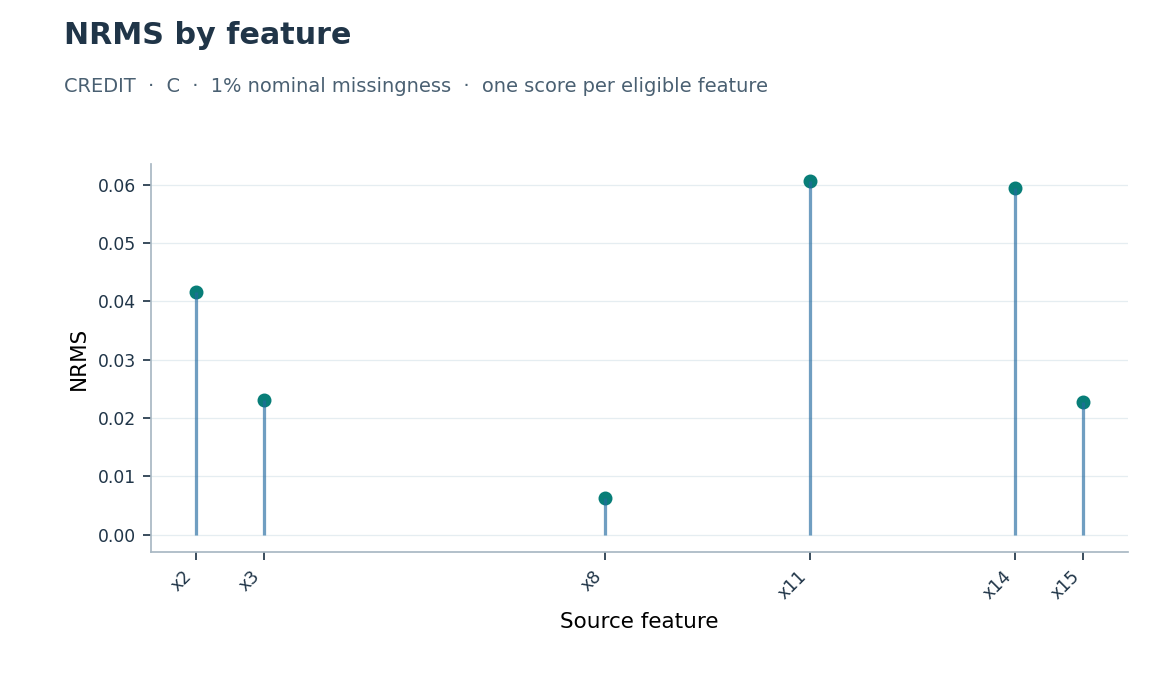 NRMS by feature
CREDIT · C · 1% nominal missingness · one score per eligible feature
0.06
0.05
0.04
0.03
0.02
0.01
0.00
NRMS
x2 x3 x8 x11 x14 x15
Source feature